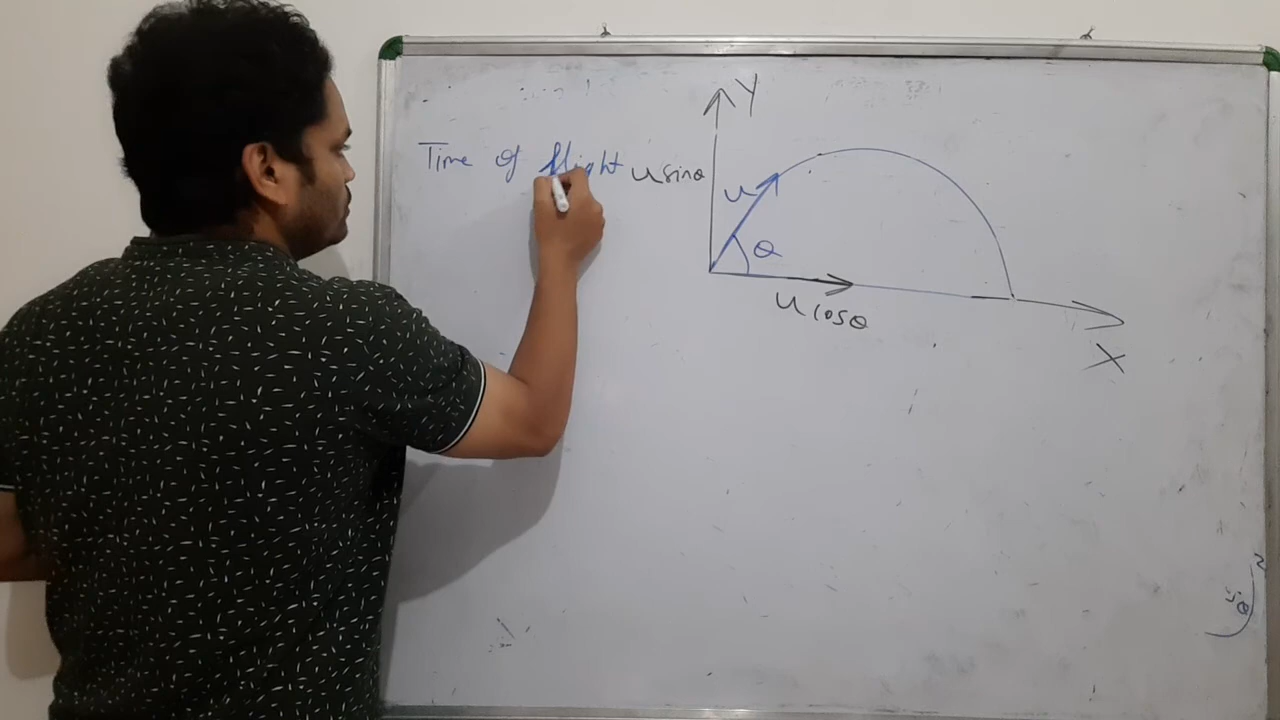 Y
Time of flight
u sinθ
u
θ
u cosθ
X